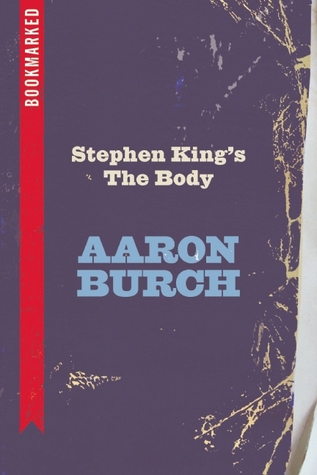 BOOKMARKED
Stephen King's
The Body
AARON
BURCH